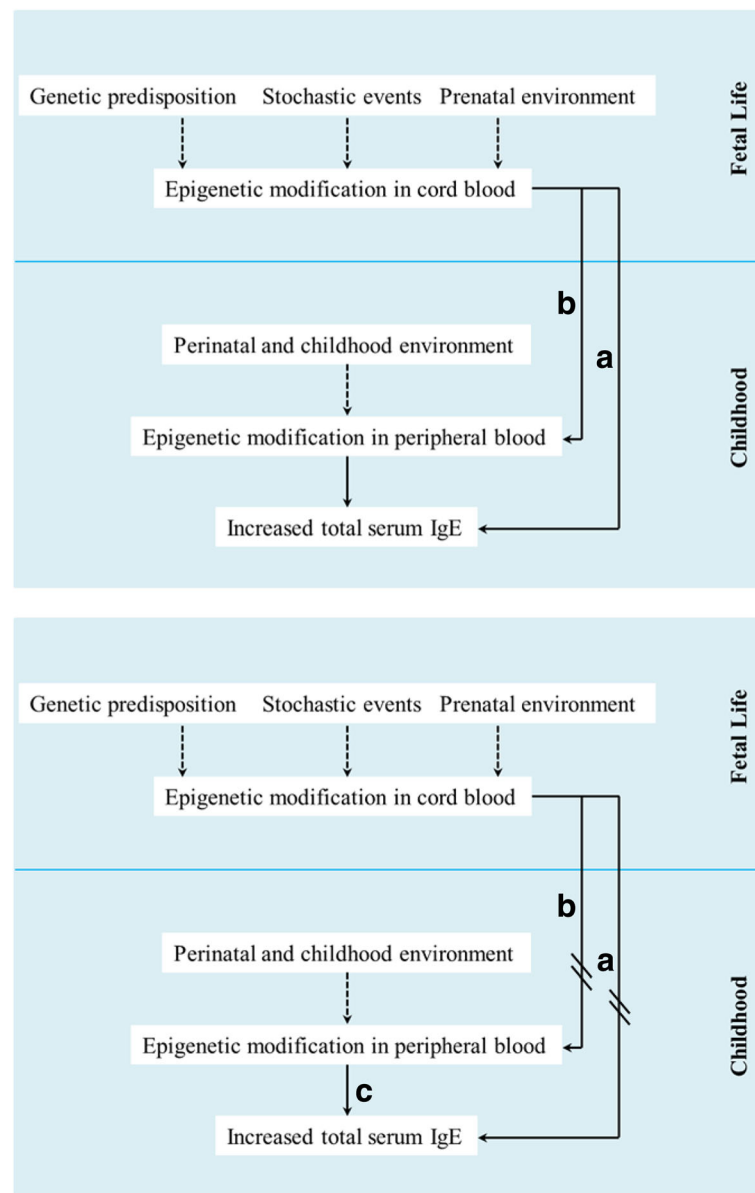 Genetic predisposition Stochastic events Prenatal environment
Fetal Life
Epigenetic modification in cord blood
b
Perinatal and childhood environment
a
Childhood
Epigenetic modification in peripheral blood
Increased total serum IgE
Genetic predisposition Stochastic events Prenatal environment
Fetal Life
Epigenetic modification in cord blood
b
Perinatal and childhood environment
a
Childhood
Epigenetic modification in peripheral blood
c
Increased total serum IgE